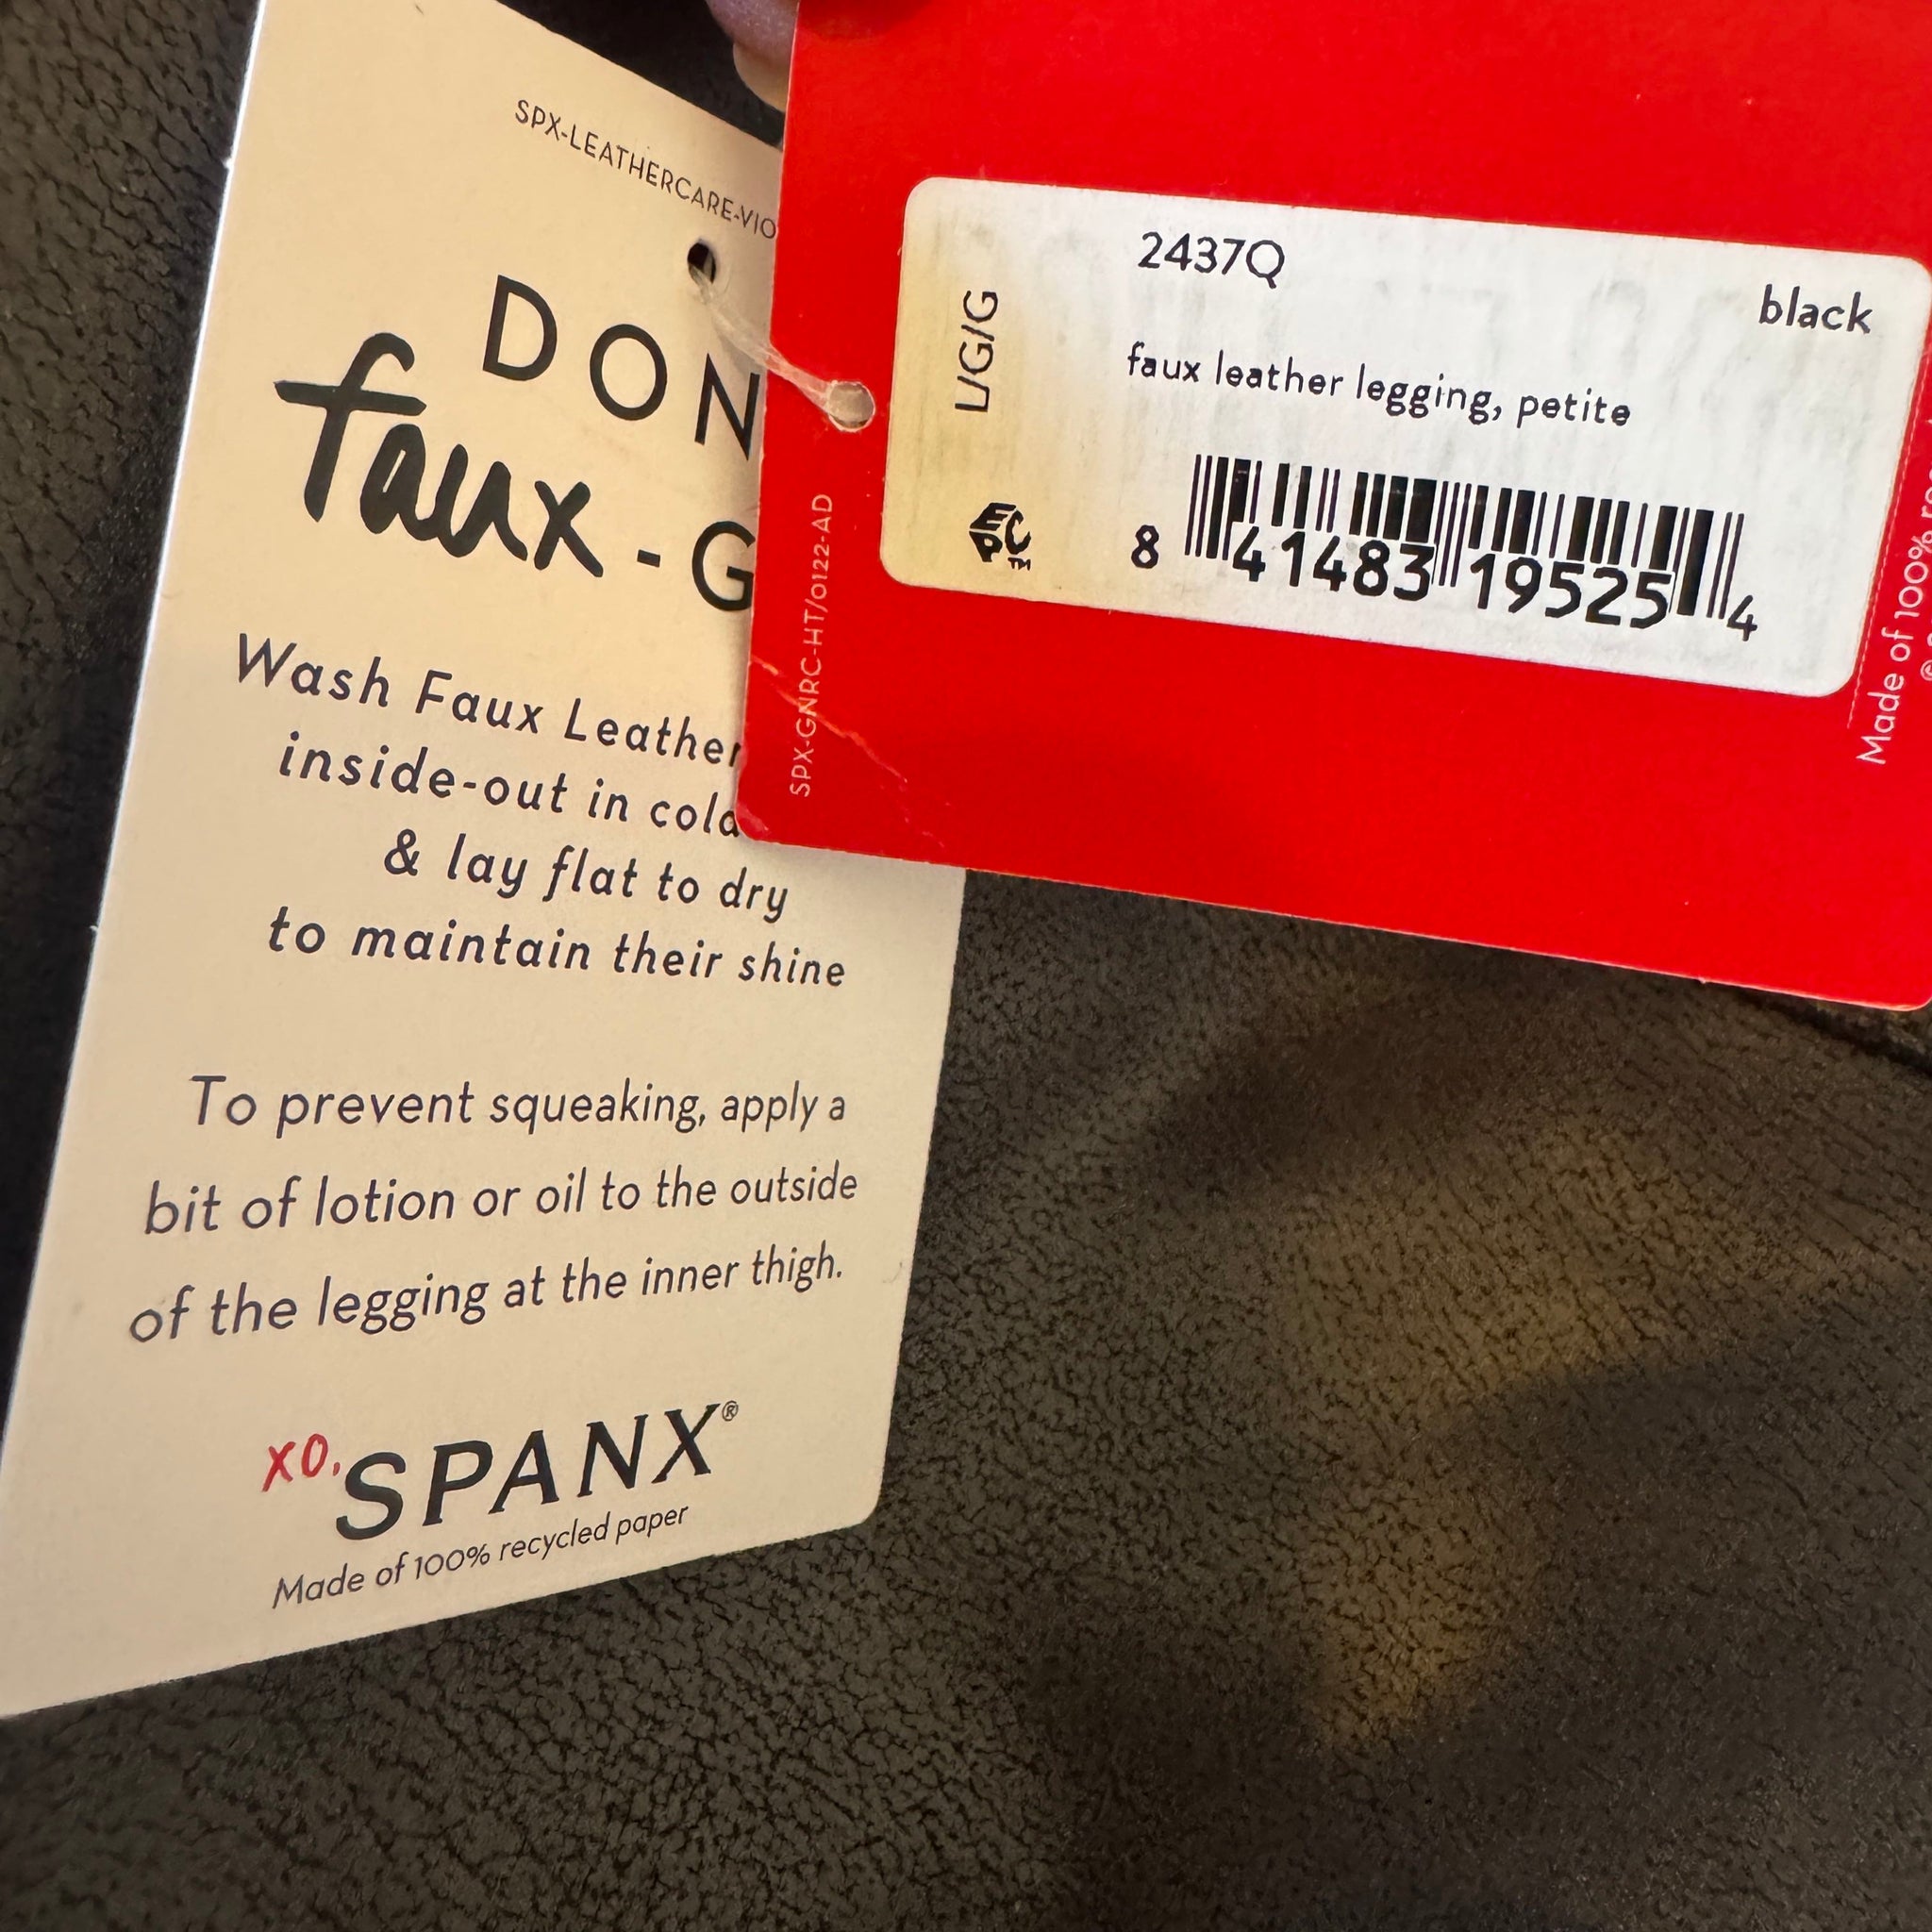 SPX-LEATHERCARE-V10
DON
faux - G
Wash Faux Leather
inside-out in cold
& lay flat to dry
to maintain their shine
To prevent squeaking, apply a
bit of lotion or oil to the outside
of the legging at the inner thigh.
XO, SPANX®
Made of 100% recycled paper
SPX-GNRC-HT/0122-AD
L/G/G
2437Q
black
faux leather legging, petite
EPC™
8 41483 19525 4
Made of 100%